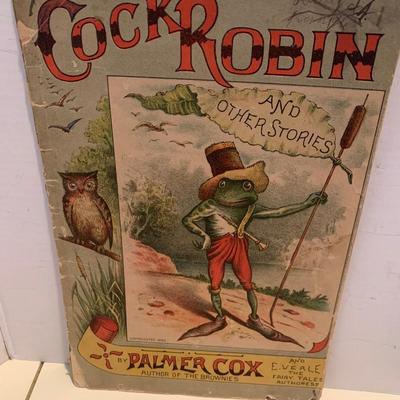 COCK ROBIN
AND
OTHER STORIES
BY PALMER COX
AUTHOR OF THE BROWNIES
AND
E. VEALE
THE
FAIRY TALES
AUTHORESS